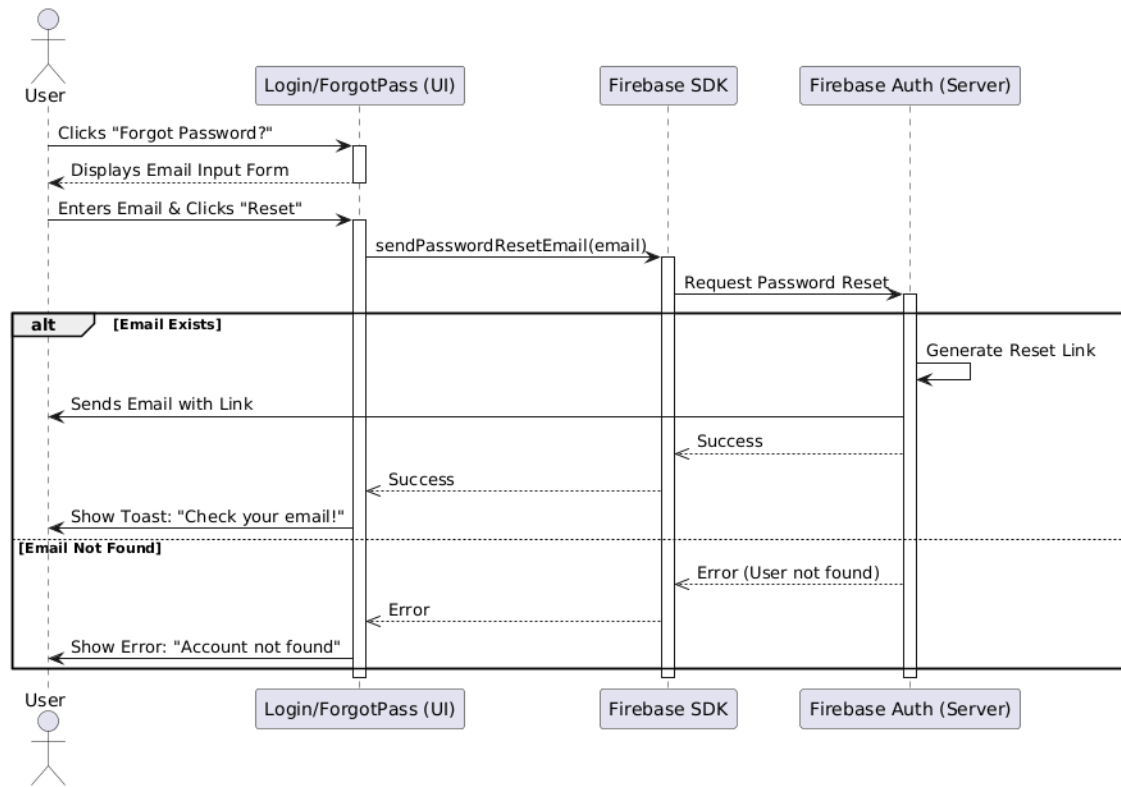 User
Login/ForgotPass (UI)
Firebase SDK
Firebase Auth (Server)
Clicks "Forgot Password?"
Displays Email Input Form
Enters Email & Clicks "Reset"
sendPasswordResetEmail(email)
Request Password Reset
alt
[Email Exists]
Generate Reset Link
Sends Email with Link
Success
Success
Show Toast: "Check your email!"
[Email Not Found]
Error (User not found)
Error
Show Error: "Account not found"
User
Login/ForgotPass (UI)
Firebase SDK
Firebase Auth (Server)